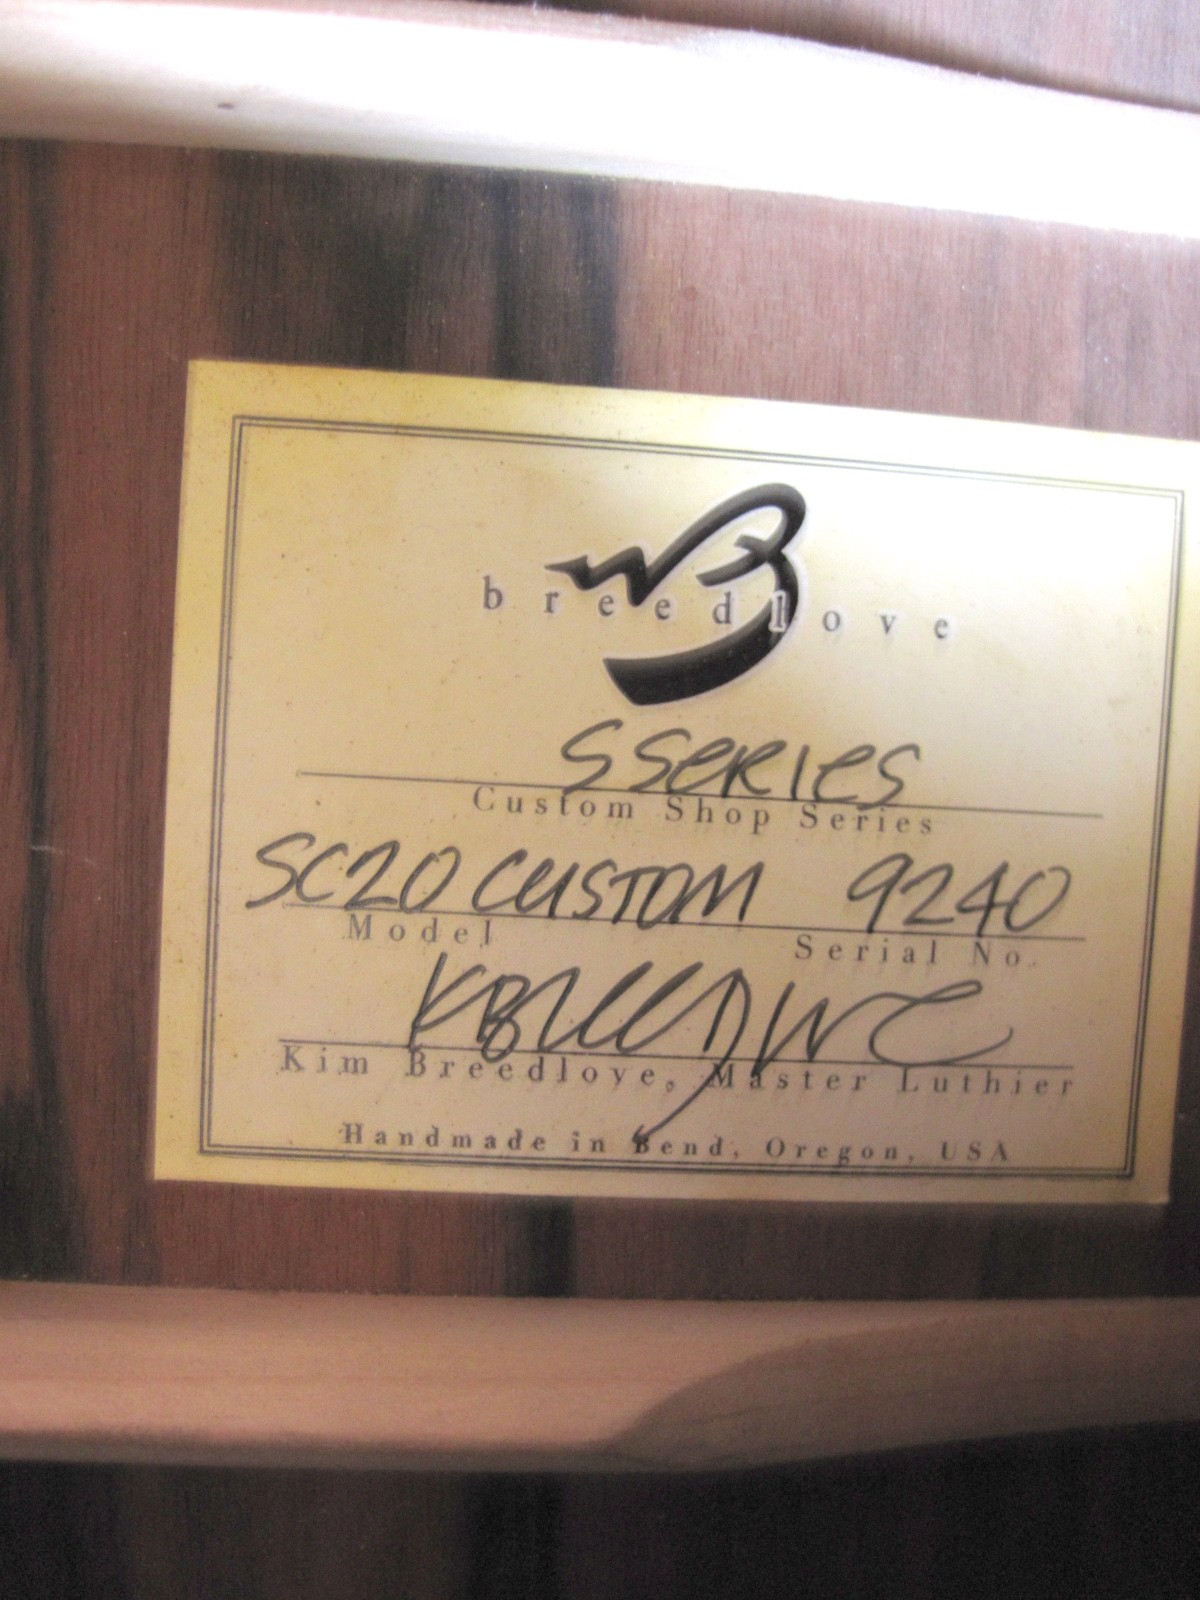 breedlove
S SERIES
Custom Shop Series
SC20 CUSTOM 9240
Model Serial No.
KBreedlove
Kim Breedlove, Master Luthier
Handmade in Bend, Oregon, USA